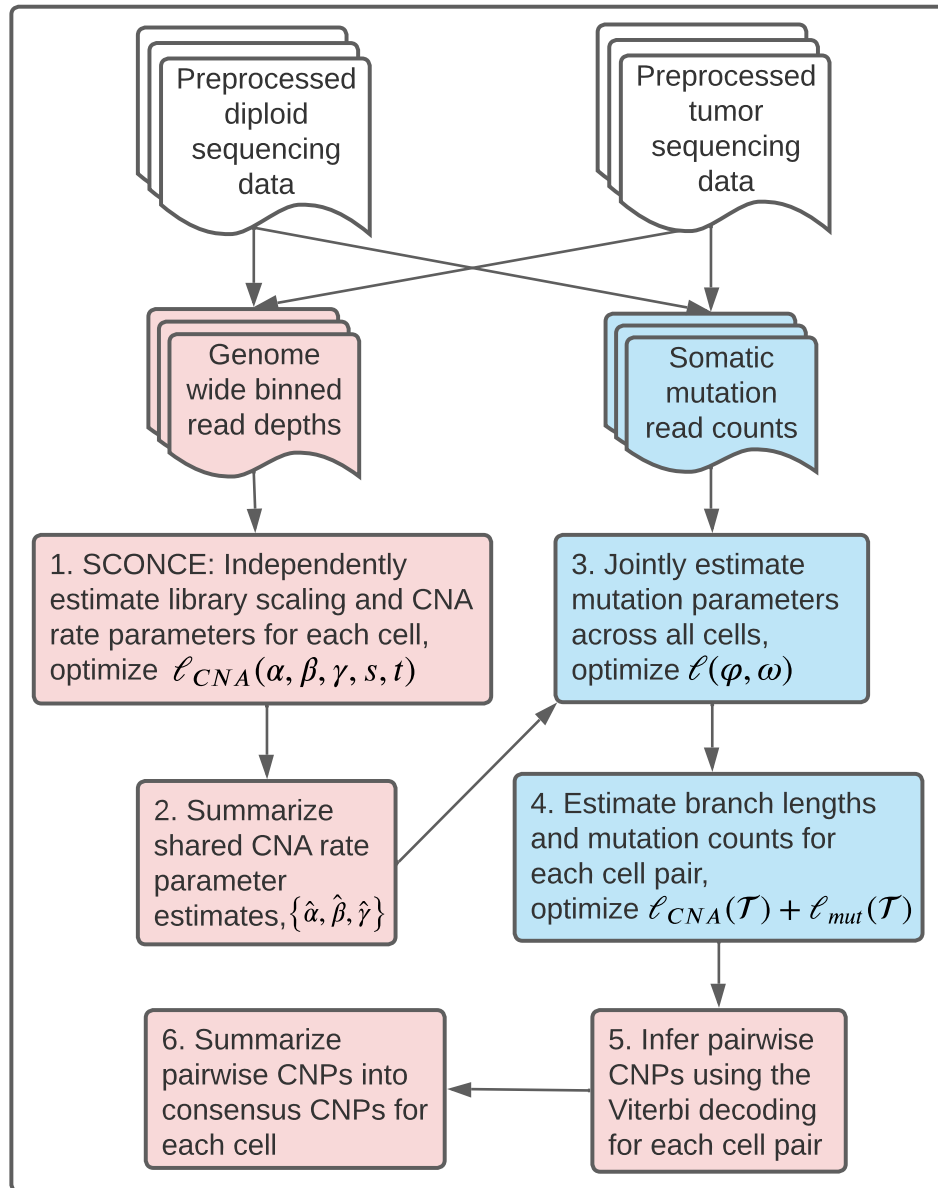 Preprocessed
diploid
sequencing
data
Preprocessed
tumor
sequencing
data
Genome
wide binned
read depths
Somatic
mutation
read counts
1. SCONCE: Independently
estimate library scaling and CNA
rate parameters for each cell,
optimize ℓ_CNA(α, β, γ, s, t)
2. Summarize
shared CNA rate
parameter
estimates, {α̂, β̂, γ̂}
3. Jointly estimate
mutation parameters
across all cells,
optimize ℓ(φ, ω)
4. Estimate branch lengths
and mutation counts for
each cell pair,
optimize ℓ_CNA(𝒯) + ℓ_mut(𝒯)
5. Infer pairwise
CNPs using the
Viterbi decoding
for each cell pair
6. Summarize
pairwise CNPs into
consensus CNPs for
each cell